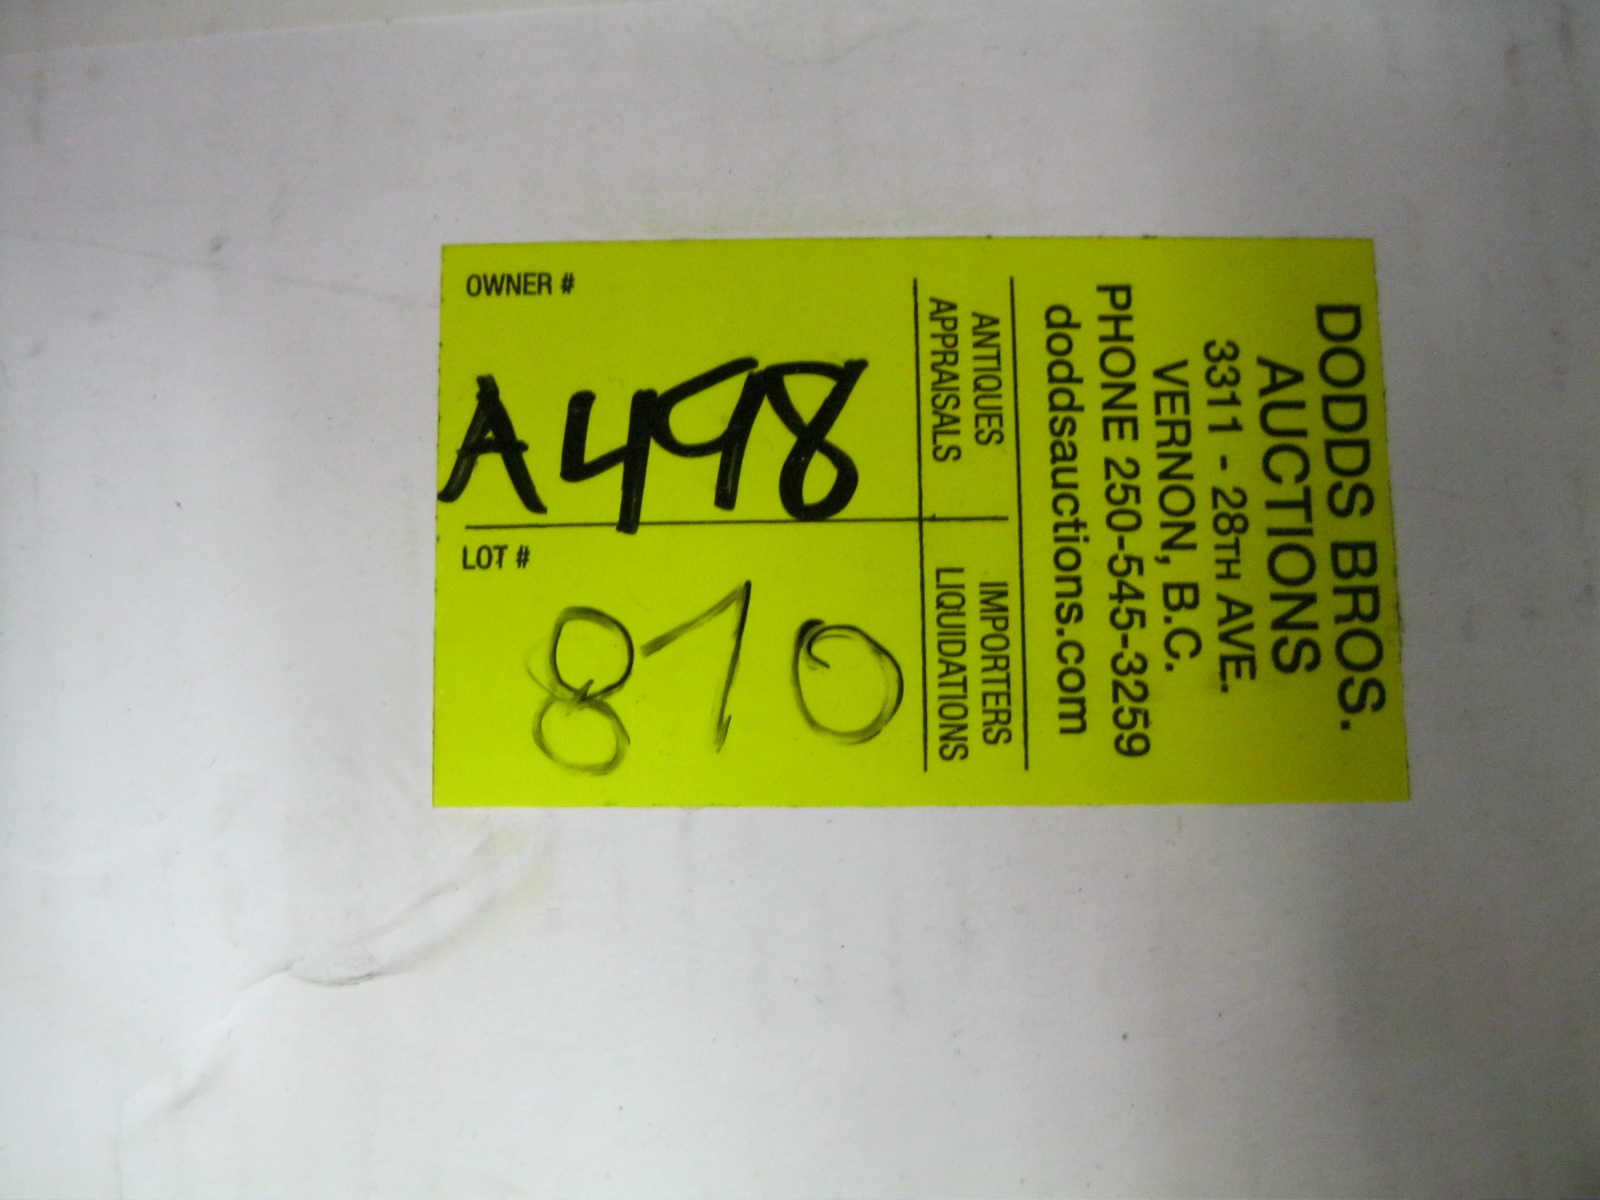 DODDS BROS.
AUCTIONS
3311 - 28TH AVE.
VERNON, B.C.
PHONE 250-545-3259
doddsauctions.com
ANTIQUES IMPORTERS
APPRAISALS LIQUIDATIONS
OWNER #
A498
LOT #
810